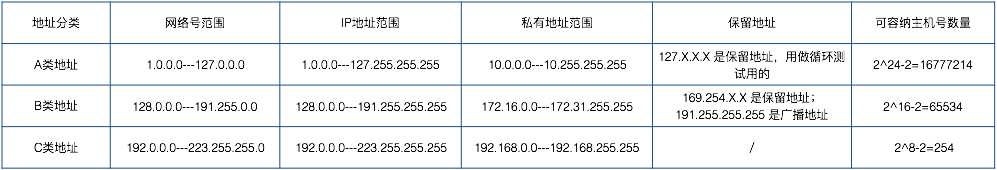 地址分类 网络号范围 IP地址范围 私有地址范围 保留地址 可容纳主机号数量
A类地址 1.0.0.0---127.0.0.0 1.0.0.0---127.255.255.255 10.0.0.0---10.255.255.255 127.X.X.X 是保留地址，用做循环测
试用的 2^24-2=16777214
B类地址 128.0.0.0---191.255.0.0 128.0.0.0---191.255.255.255 172.16.0.0---172.31.255.255 169.254.X.X 是保留地址；
191.255.255.255 是广播地址 2^16-2=65534
C类地址 192.0.0.0---223.255.255.0 192.0.0.0---223.255.255.255 192.168.0.0---192.168.255.255 / 2^8-2=254